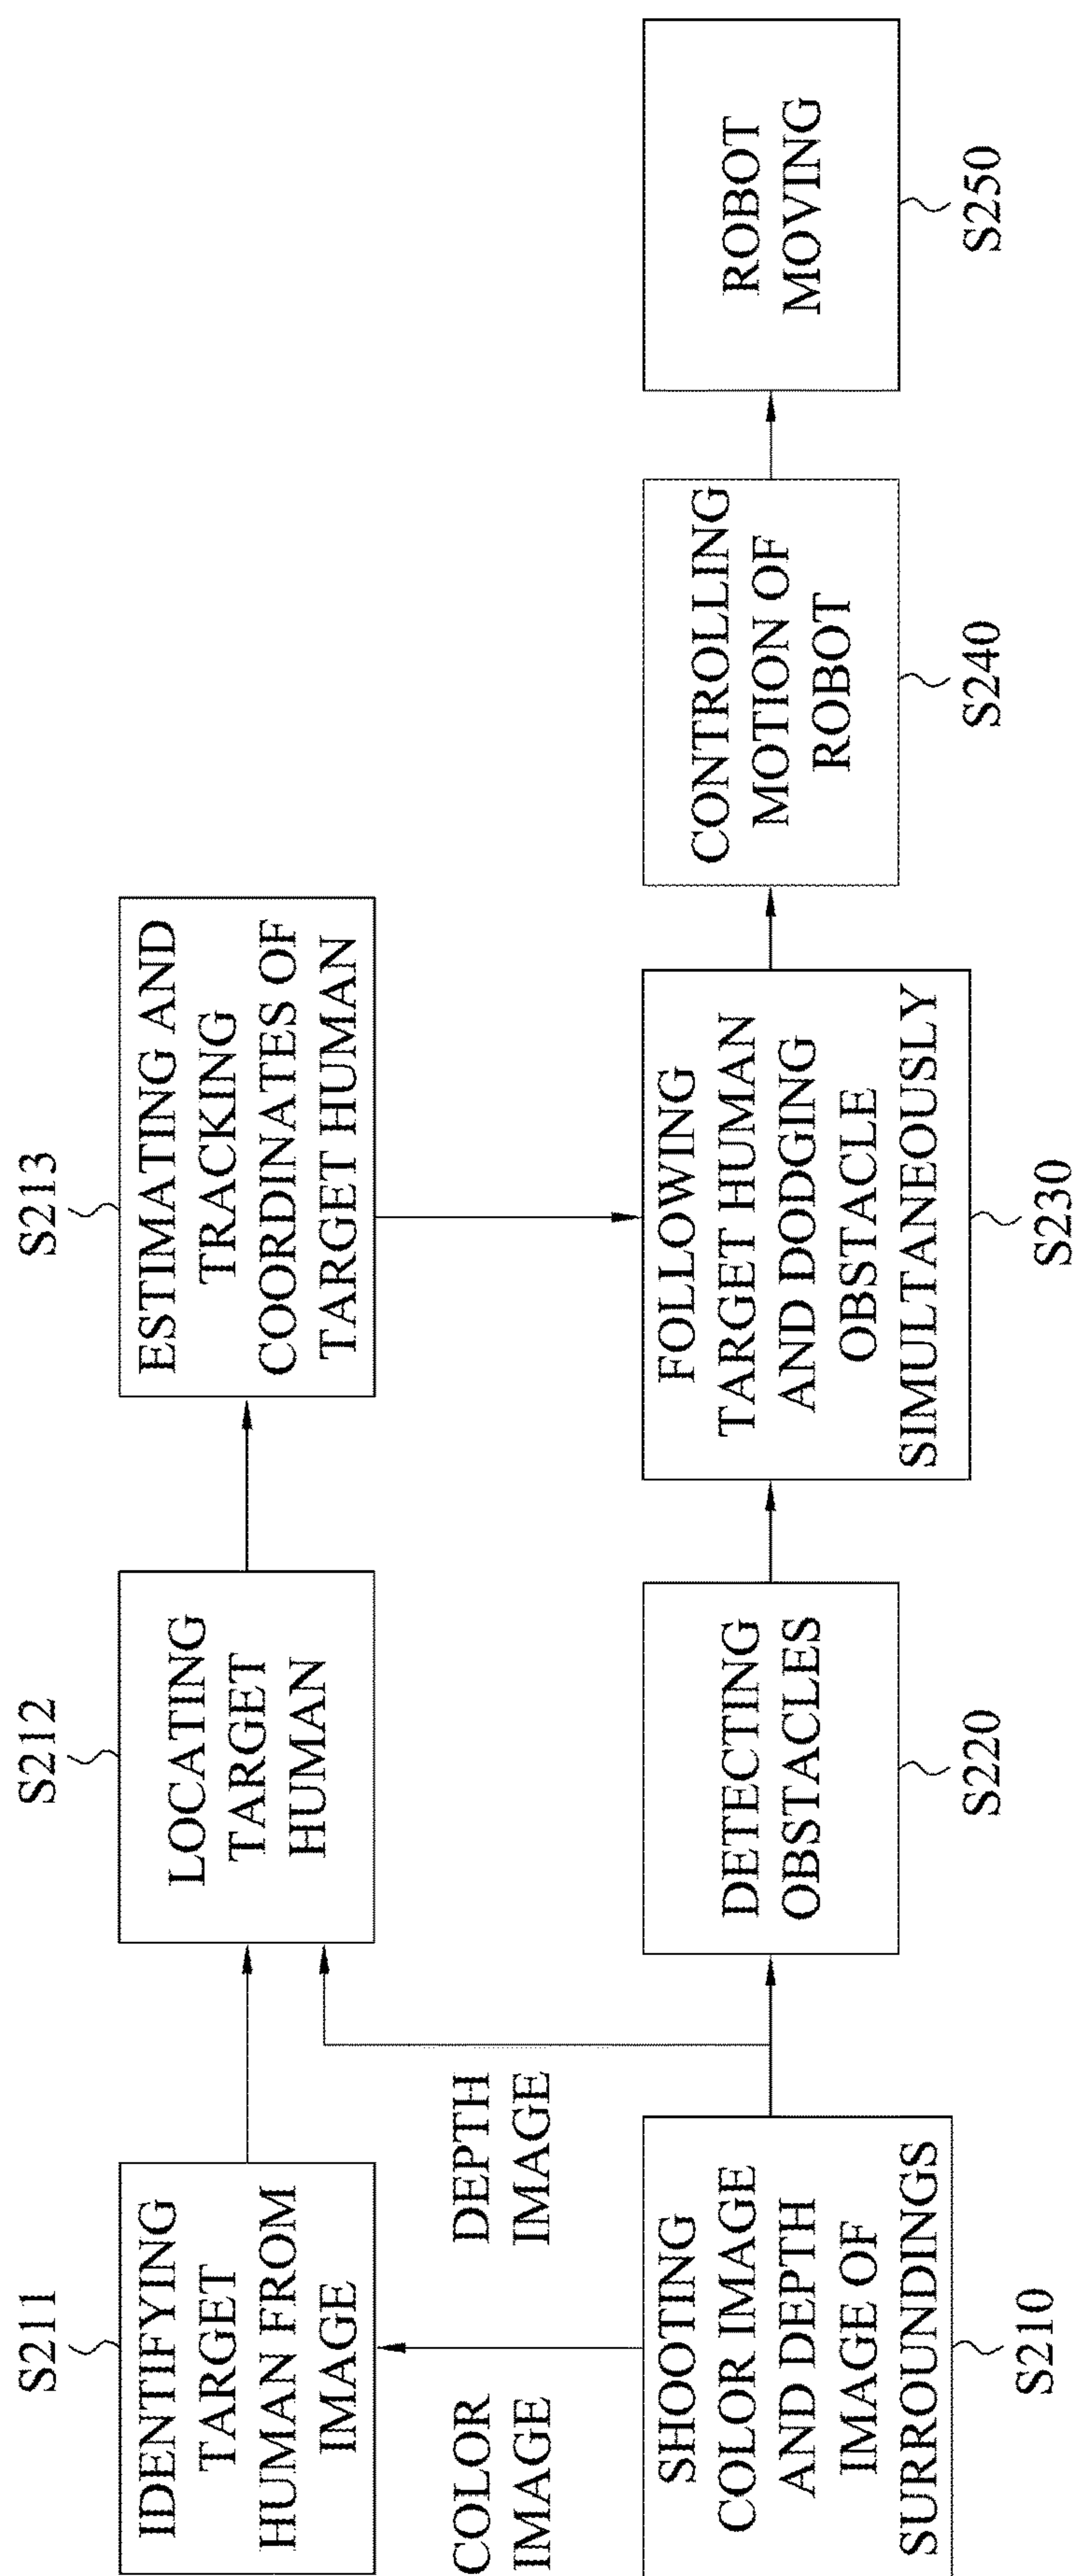 S211
IDENTIFYING
TARGET
HUMAN FROM
IMAGE
S212
LOCATING
TARGET
HUMAN
S213
ESTIMATING AND
TRACKING
COORDINATES OF
TARGET HUMAN
COLOR
IMAGE
DEPTH
IMAGE
SHOOTING
COLOR IMAGE
AND DEPTH
IMAGE OF
SURROUNDINGS
S210
DETECTING
OBSTACLES
S220
FOLLOWING
TARGET HUMAN
AND DODGING
OBSTACLE
SIMULTANEOUSLY
S230
CONTROLLING
MOTION OF
ROBOT
S240
ROBOT
MOVING
S250